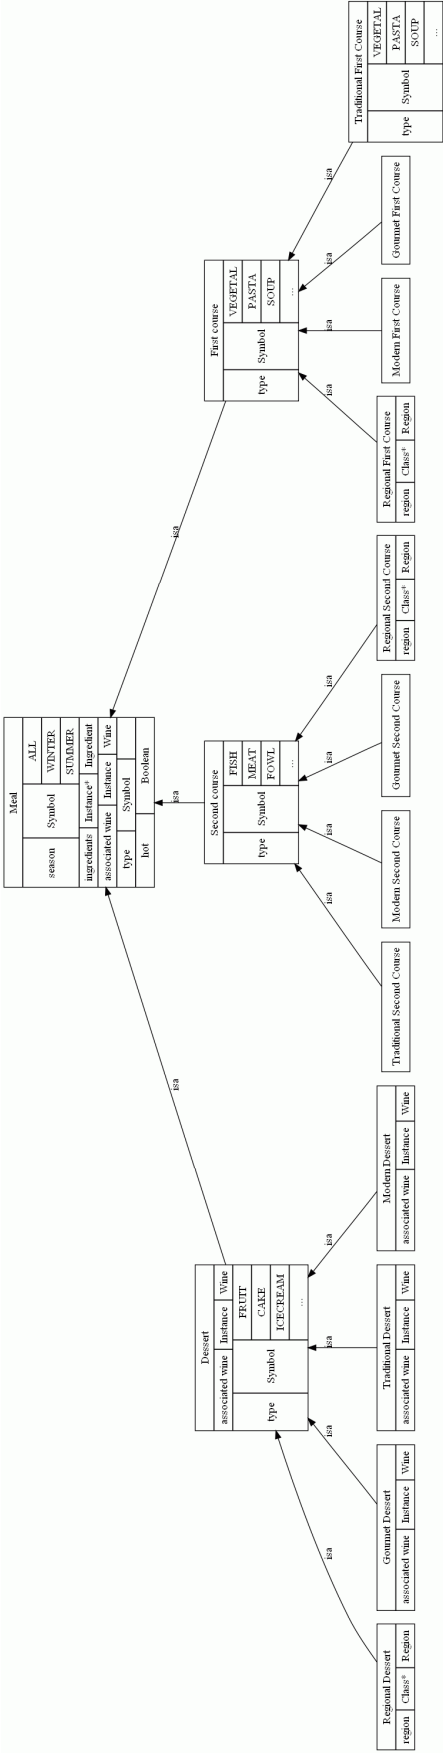 Meal
season Symbol ALL
WINTER
SUMMER
ingredients Instance* Ingredient
associated wine Instance Wine
type Symbol
hot Boolean
isa
isa
isa
Dessert
associated wine Instance Wine
type Symbol FRUIT
CAKE
ICECREAM
...
Second course
type Symbol FISH
MEAT
FOWL
...
First course
type Symbol VEGETAL
PASTA
SOUP
...
isa
isa
isa
isa
isa
isa
isa
isa
isa
isa
isa
isa
Regional Dessert
region Class* Region
Gourmet Dessert
associated wine Instance Wine
Traditional Dessert
associated wine Instance Wine
Modern Dessert
associated wine Instance Wine
Traditional Second Course
Modern Second Course
Gourmet Second Course
Regional Second Course
region Class* Region
Regional First Course
region Class* Region
Modern First Course
Gourmet First Course
Traditional First Course
type Symbol VEGETAL
PASTA
SOUP
...